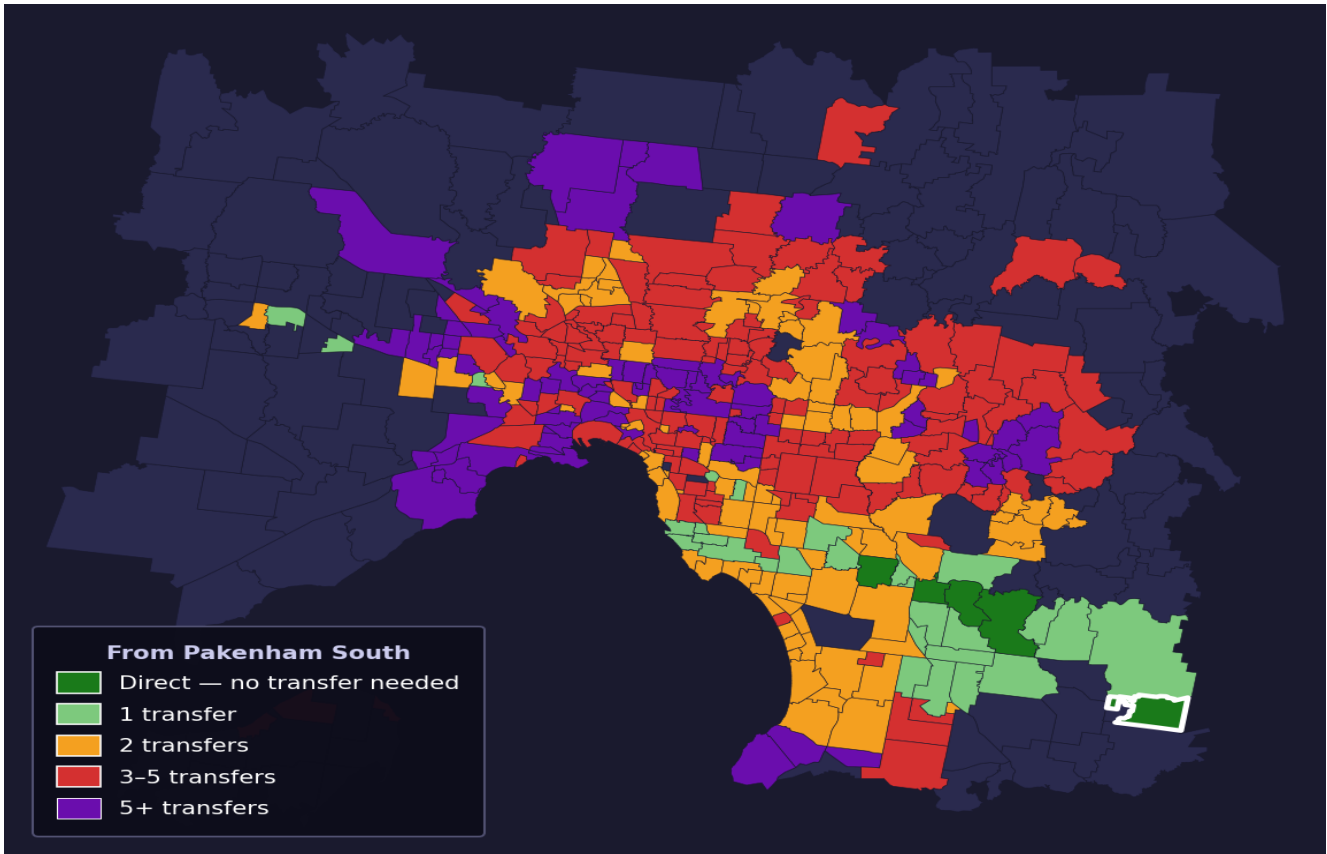 From Pakenham South
Direct — no transfer needed
1 transfer
2 transfers
3–5 transfers
5+ transfers